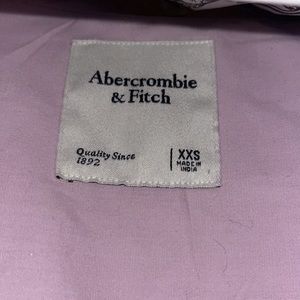 Abercrombie
& Fitch
Quality Since
1892
XXS
MADE IN
INDIA